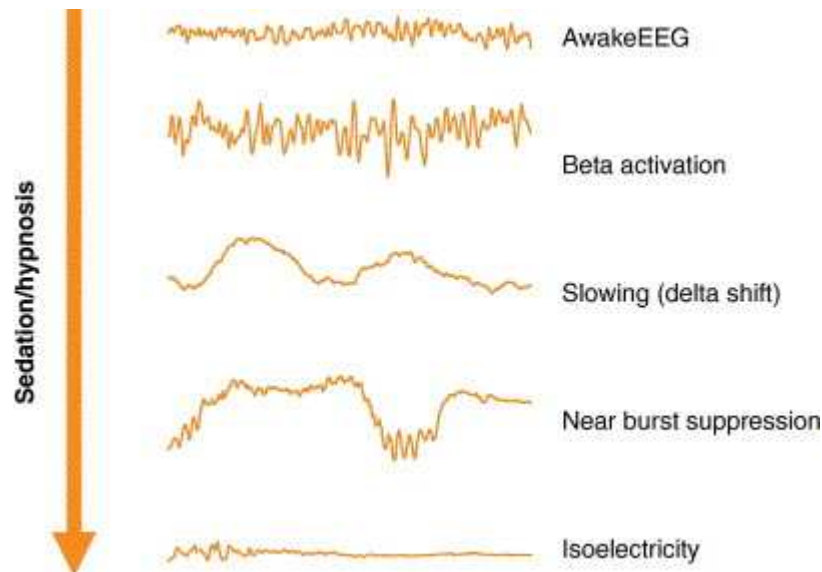 AwakeEEG
Beta activation
Sedation/hypnosis
Slowing (delta shift)
Near burst suppression
Isoelectricity